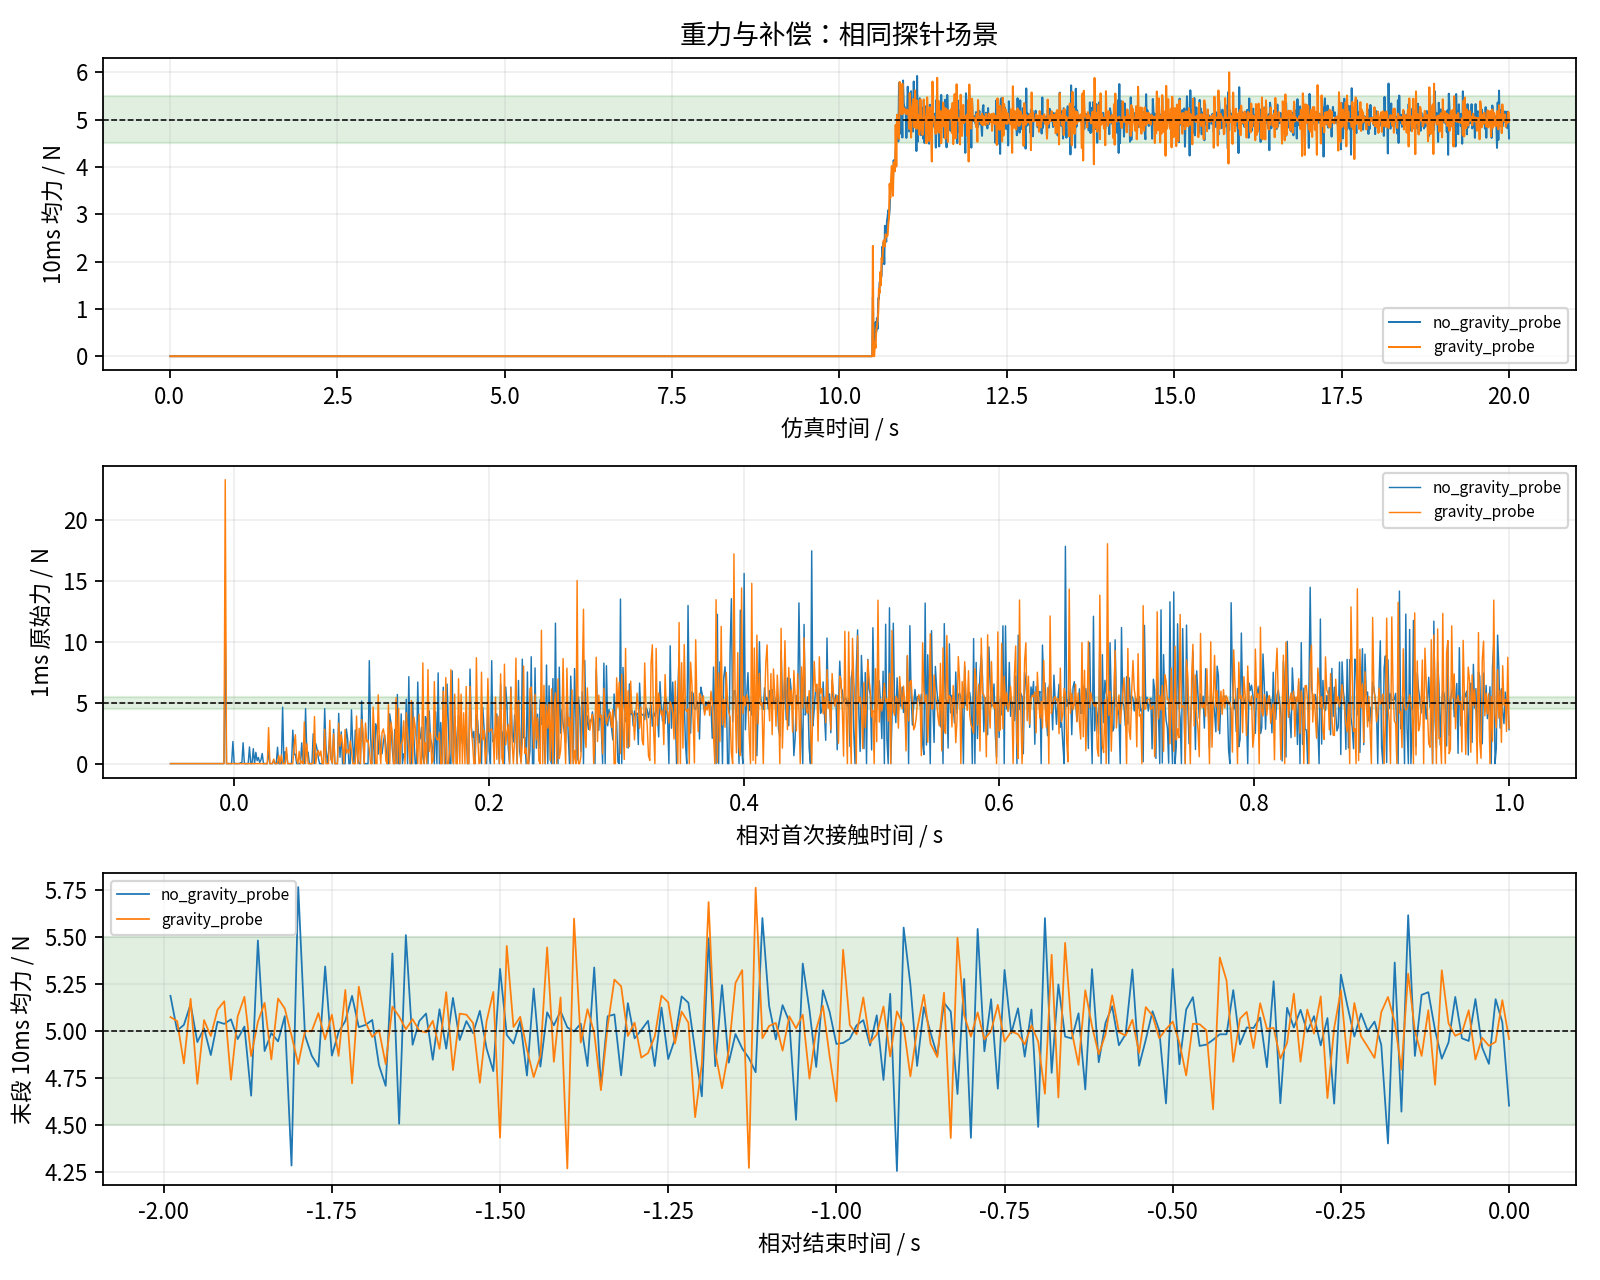 重力与补偿：相同探针场景
10ms 均力 / N
6
5
4
3
2
1
0
no_gravity_probe
gravity_probe
0.0 2.5 5.0 7.5 10.0 12.5 15.0 17.5 20.0
仿真时间 / s
1ms 原始力 / N
20
15
10
5
0
no_gravity_probe
gravity_probe
0.0 0.2 0.4 0.6 0.8 1.0
相对首次接触时间 / s
末段 10ms 均力 / N
5.75
5.50
5.25
5.00
4.75
4.50
4.25
no_gravity_probe
gravity_probe
-2.00 -1.75 -1.50 -1.25 -1.00 -0.75 -0.50 -0.25 0.00
相对结束时间 / s